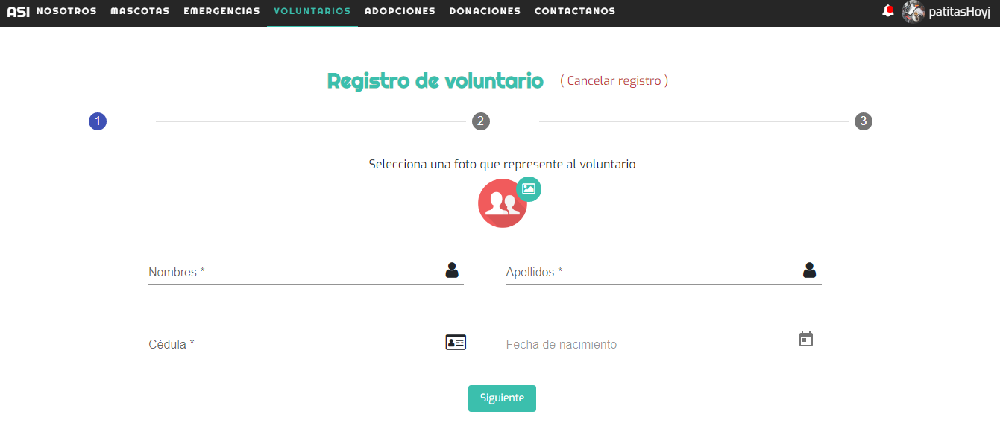 ASI NOSOTROS MASCOTAS EMERGENCIAS VOLUNTARIOS ADOPCIONES DONACIONES CONTACTANOS patitasHoyj
Registro de voluntario ( Cancelar registro )
1 2 3
Selecciona una foto que represente al voluntario
Nombres * Apellidos *
Cédula * Fecha de nacimiento
Siguiente